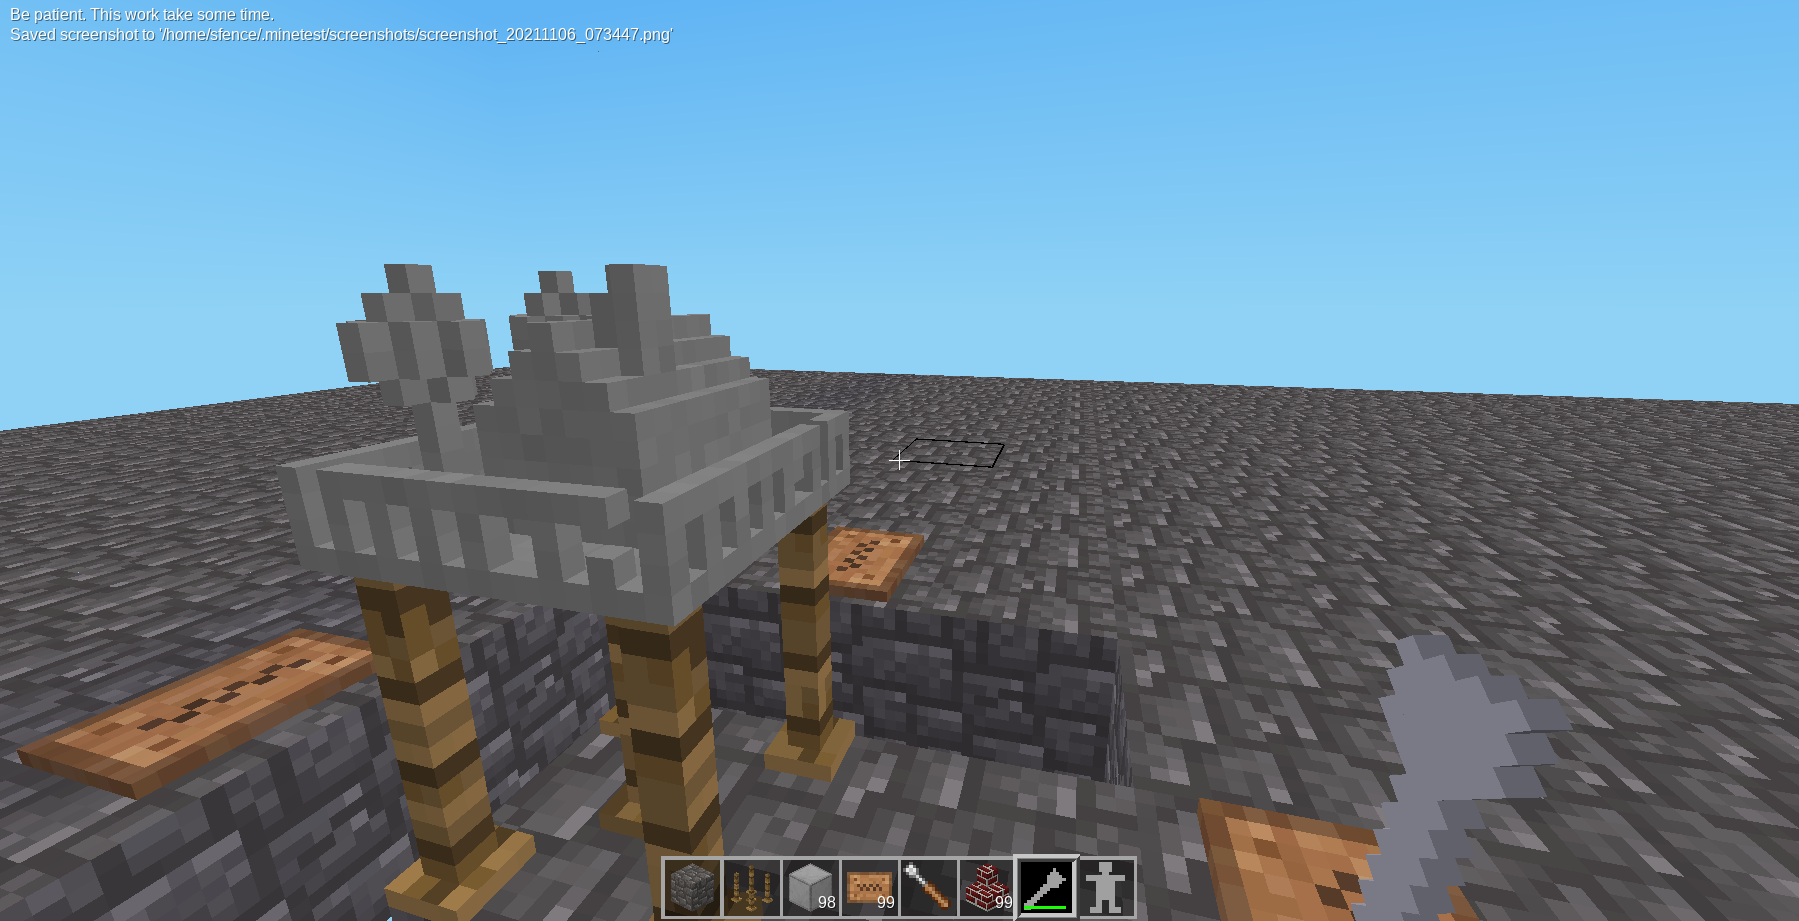 Be patient. This work take some time.
Saved screenshot to '/home/sfence/.minetest/screenshots/screenshot_20211106_073447.png'
98
99
99